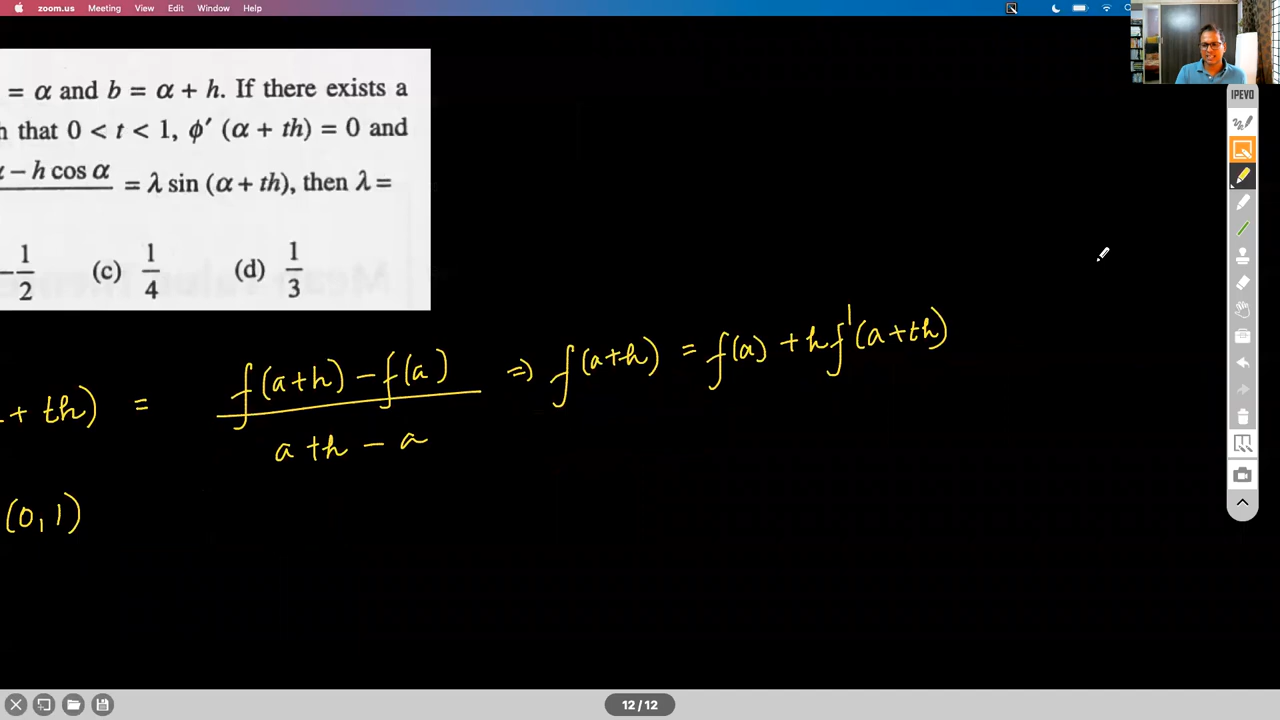 zoom.us Meeting View Edit Window Help
= α and b = α + h. If there exists a
h that 0 < t < 1, ϕ′ (α + th) = 0 and
− h cos α
= λ sin (α + th), then λ =
−1/2 (c) 1/4 (d) 1/3
+ th) = f(a+h) − f(a) / a+h − a ⇒ f(a+h) = f(a) + hf'(a+th)
(0,1)
IPEVO
12 / 12